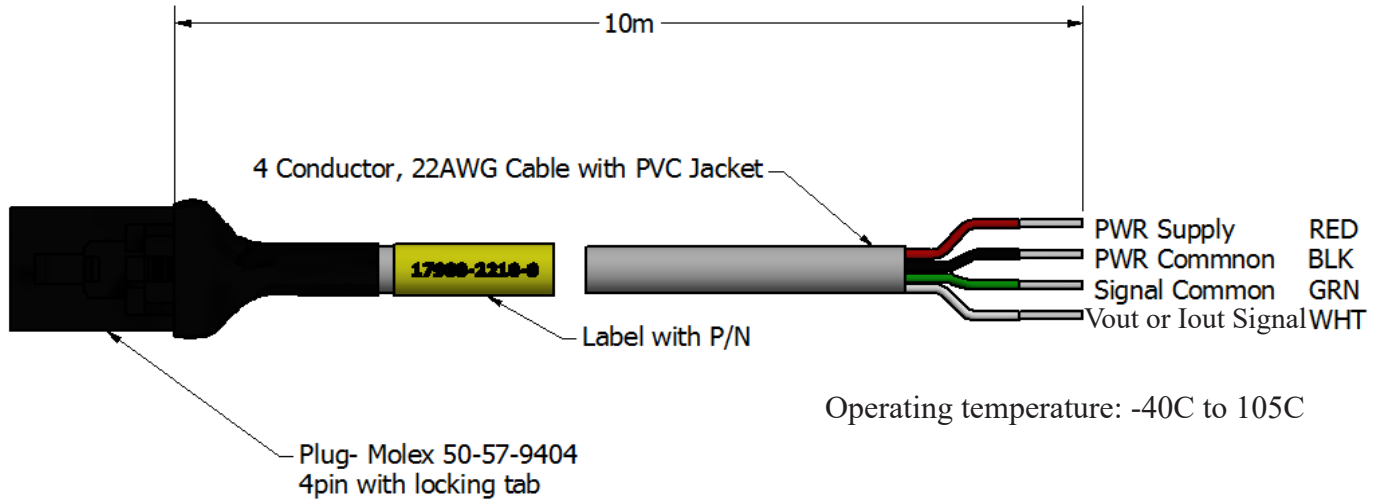 10m
4 Conductor, 22AWG Cable with PVC Jacket
PWR Supply RED
PWR Commnon BLK
Signal Common GRN
Vout or Iout Signal WHT
Label with P/N
Operating temperature: -40C to 105C
Plug- Molex 50-57-9404
4pin with locking tab